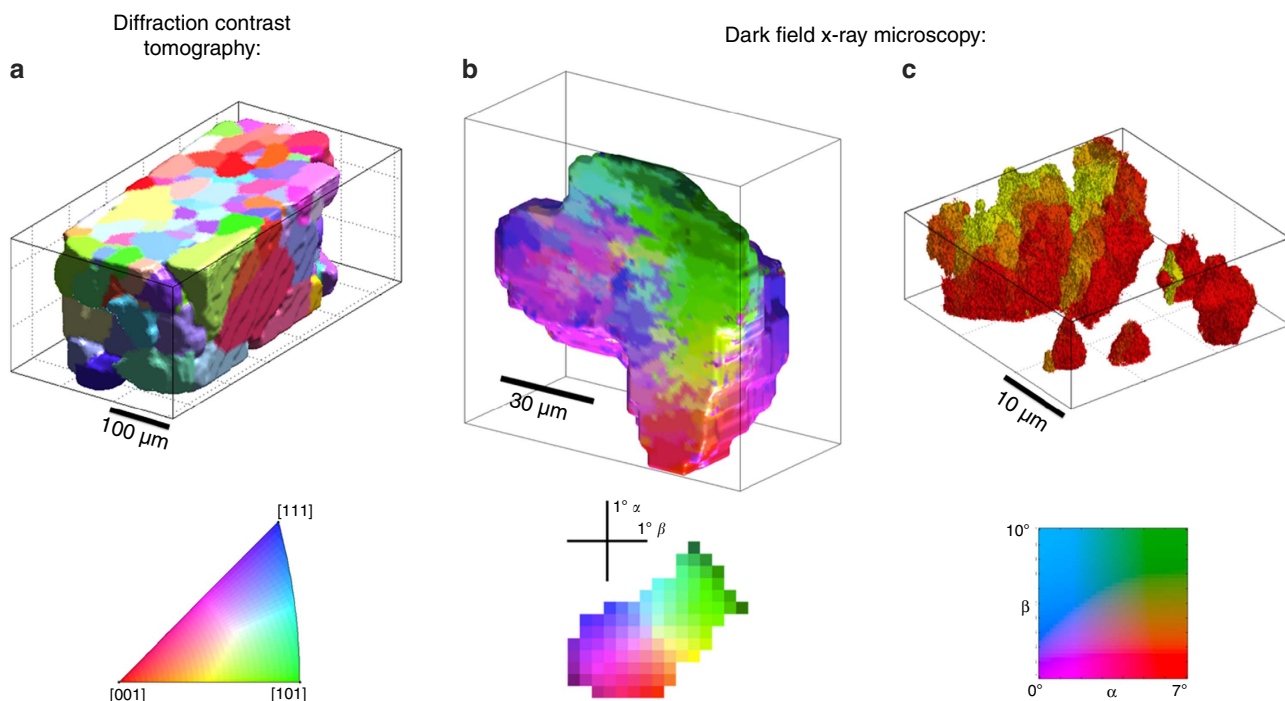 Diffraction contrast
tomography:
Dark field x-ray microscopy:
a
b
c
100 μm
30 μm
10 μm
[111]
[001]
[101]
1° α
1° β
10°
β
0°
α
7°